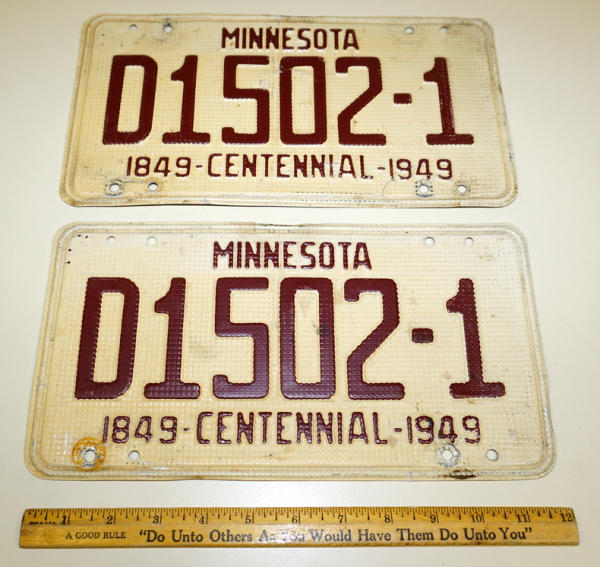 MINNESOTA
D1502-1
1849-CENTENNIAL-1949
MINNESOTA
D1502-1
1849-CENTENNIAL-1949
1 2 3 4 5 6 7 8 9 10 11 12
A GOOD RULE "Do Unto Others As You Would Have Them Do Unto You"